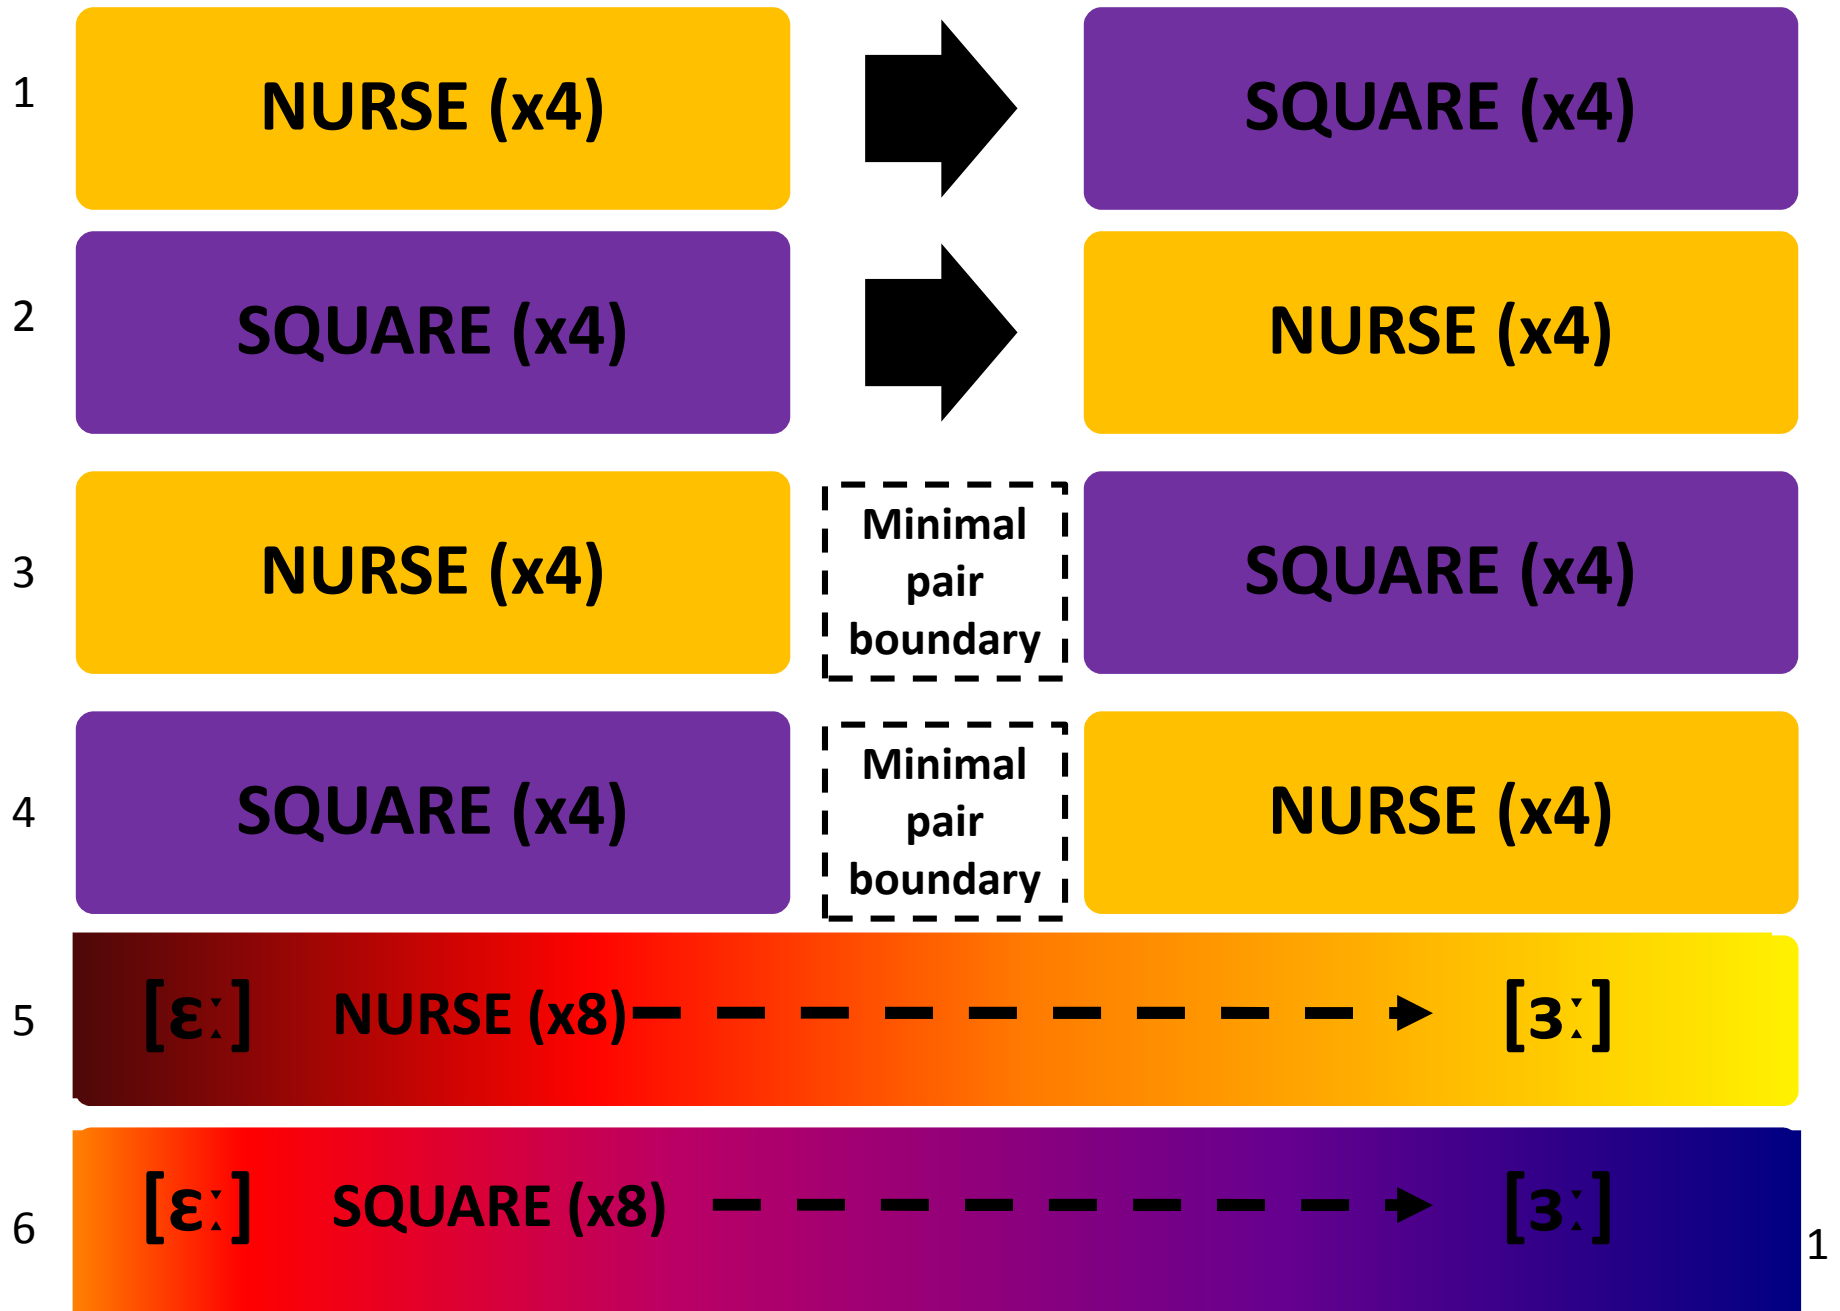 1 NURSE (x4) SQUARE (x4)
2 SQUARE (x4) NURSE (x4)
3 NURSE (x4) Minimal pair boundary SQUARE (x4)
4 SQUARE (x4) Minimal pair boundary NURSE (x4)
5 [ɛː] NURSE (x8) [ɜː]
6 [ɛː] SQUARE (x8) [ɜː]
1